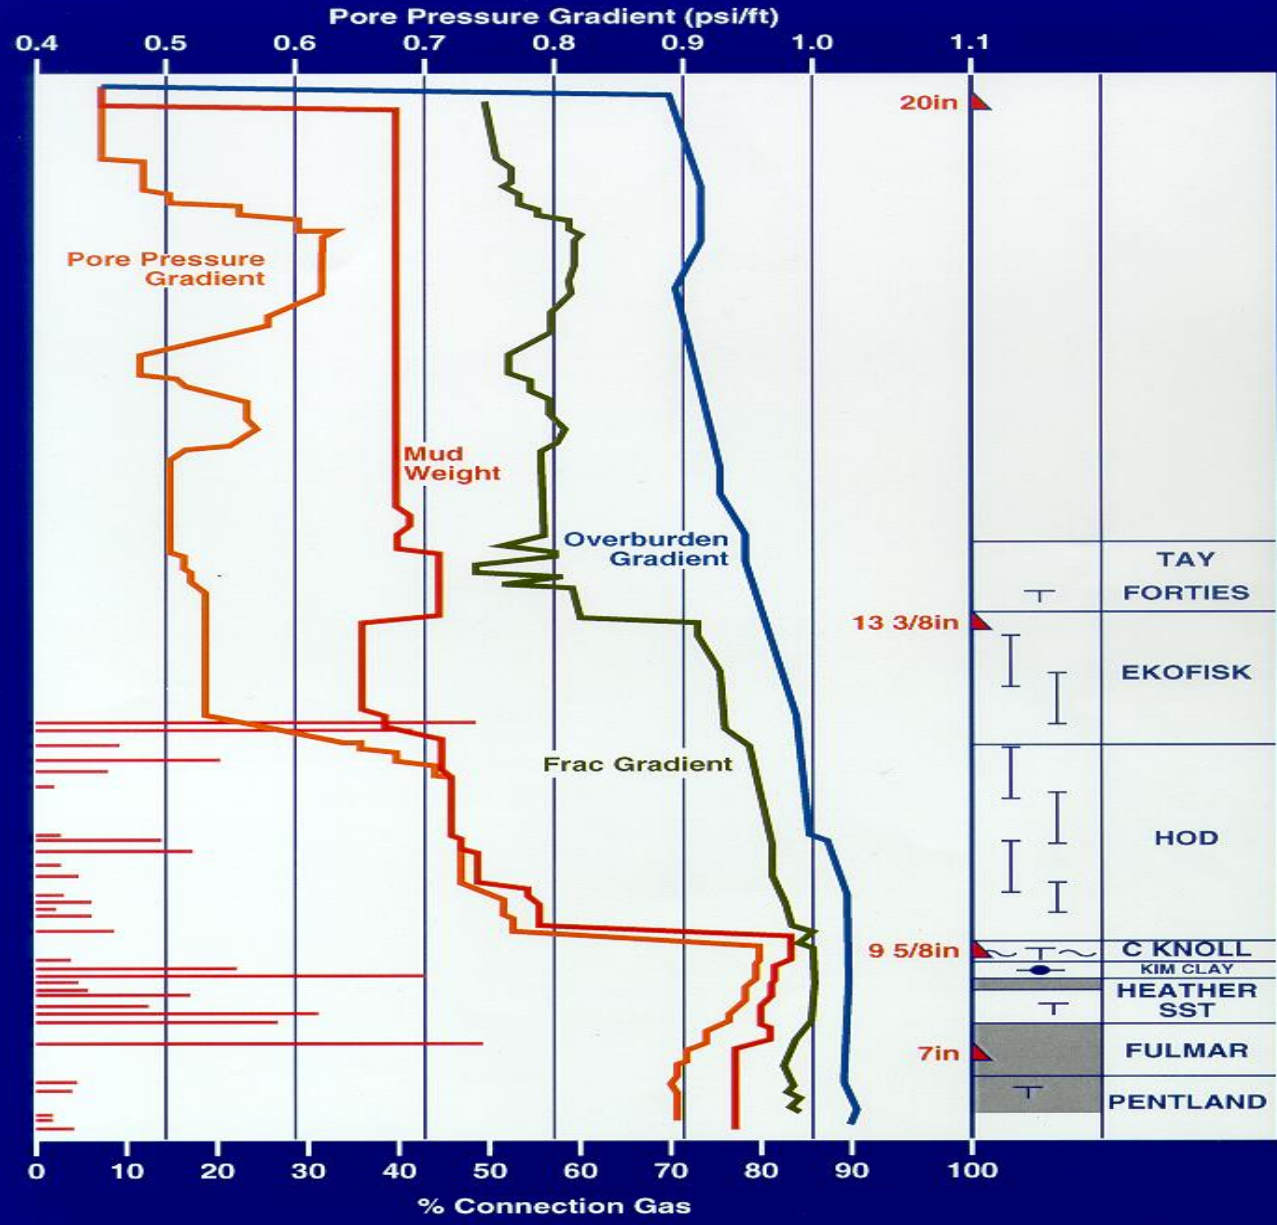 Pore Pressure Gradient (psi/ft)
0.4 0.5 0.6 0.7 0.8 0.9 1.0 1.1
20in
Pore Pressure
Gradient
Mud
Weight
Overburden
Gradient
TAY
FORTIES
13 3/8in
EKOFISK
Frac Gradient
HOD
9 5/8in
C KNOLL
KIM CLAY
HEATHER
SST
7in
FULMAR
PENTLAND
0 10 20 30 40 50 60 70 80 90 100
% Connection Gas